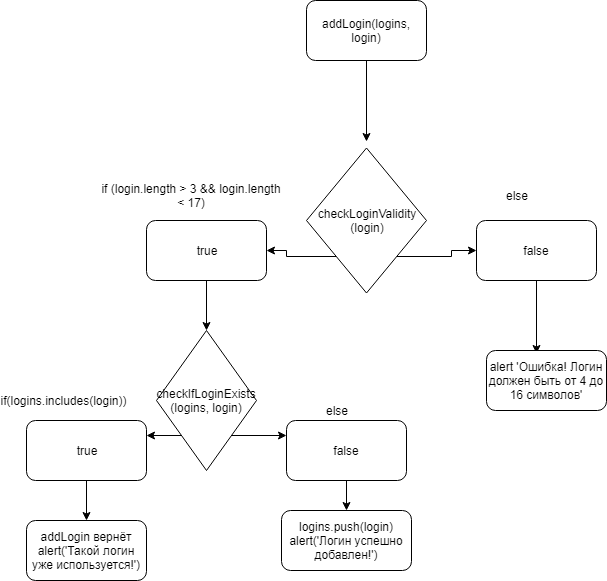 addLogin(logins,
login)
if (login.length > 3 && login.length
< 17)
checkLoginValidity
(login)
else
true
false
alert 'Ошибка! Логин
должен быть от 4 до
16 символов'
checkIfLoginExists
(logins, login)
if(logins.includes(login))
else
true
false
addLogin вернёт
alert('Такой логин
уже используется!')
logins.push(login)
alert('Логин успешно
добавлен!')